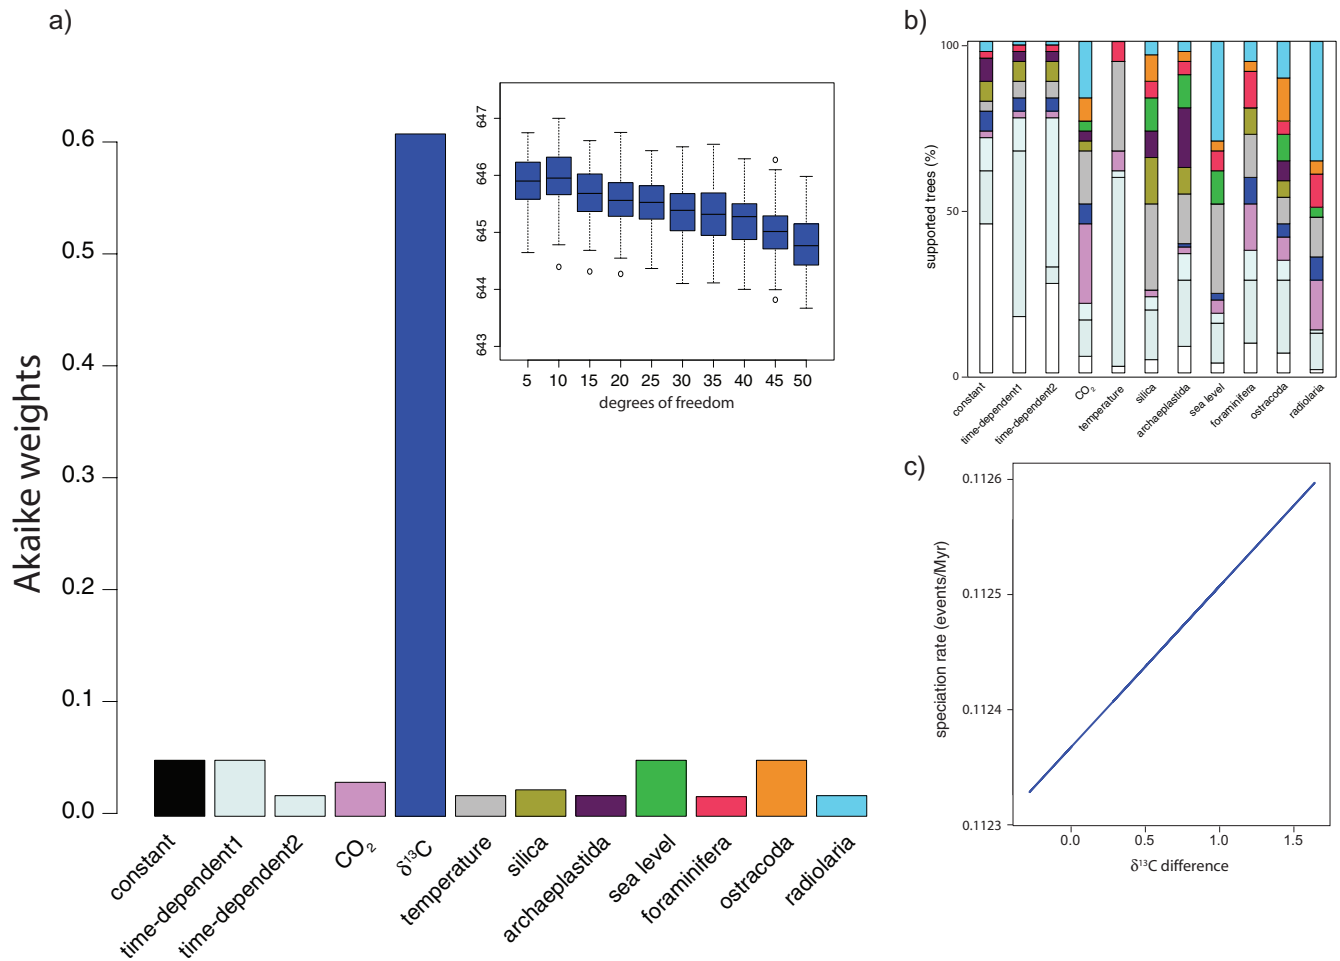 a)
Akaike weights
0.6
0.5
0.4
0.3
0.2
0.1
0.0
constant
time-dependent1
time-dependent2
CO₂
δ¹³C
temperature
silica
archaeplastida
sea level
foraminifera
ostracoda
radiolaria
647
646
645
644
643
5 10 15 20 25 30 35 40 45 50
degrees of freedom
b)
supported trees (%)
100
50
0
constant
time-dependent1
time-dependent2
CO₂
temperature
silica
archaeplastida
sea level
foraminifera
ostracoda
radiolaria
c)
speciation rate (events/Myr)
0.1126
0.1125
0.1124
0.1123
0.0 0.5 1.0 1.5
δ¹³C difference